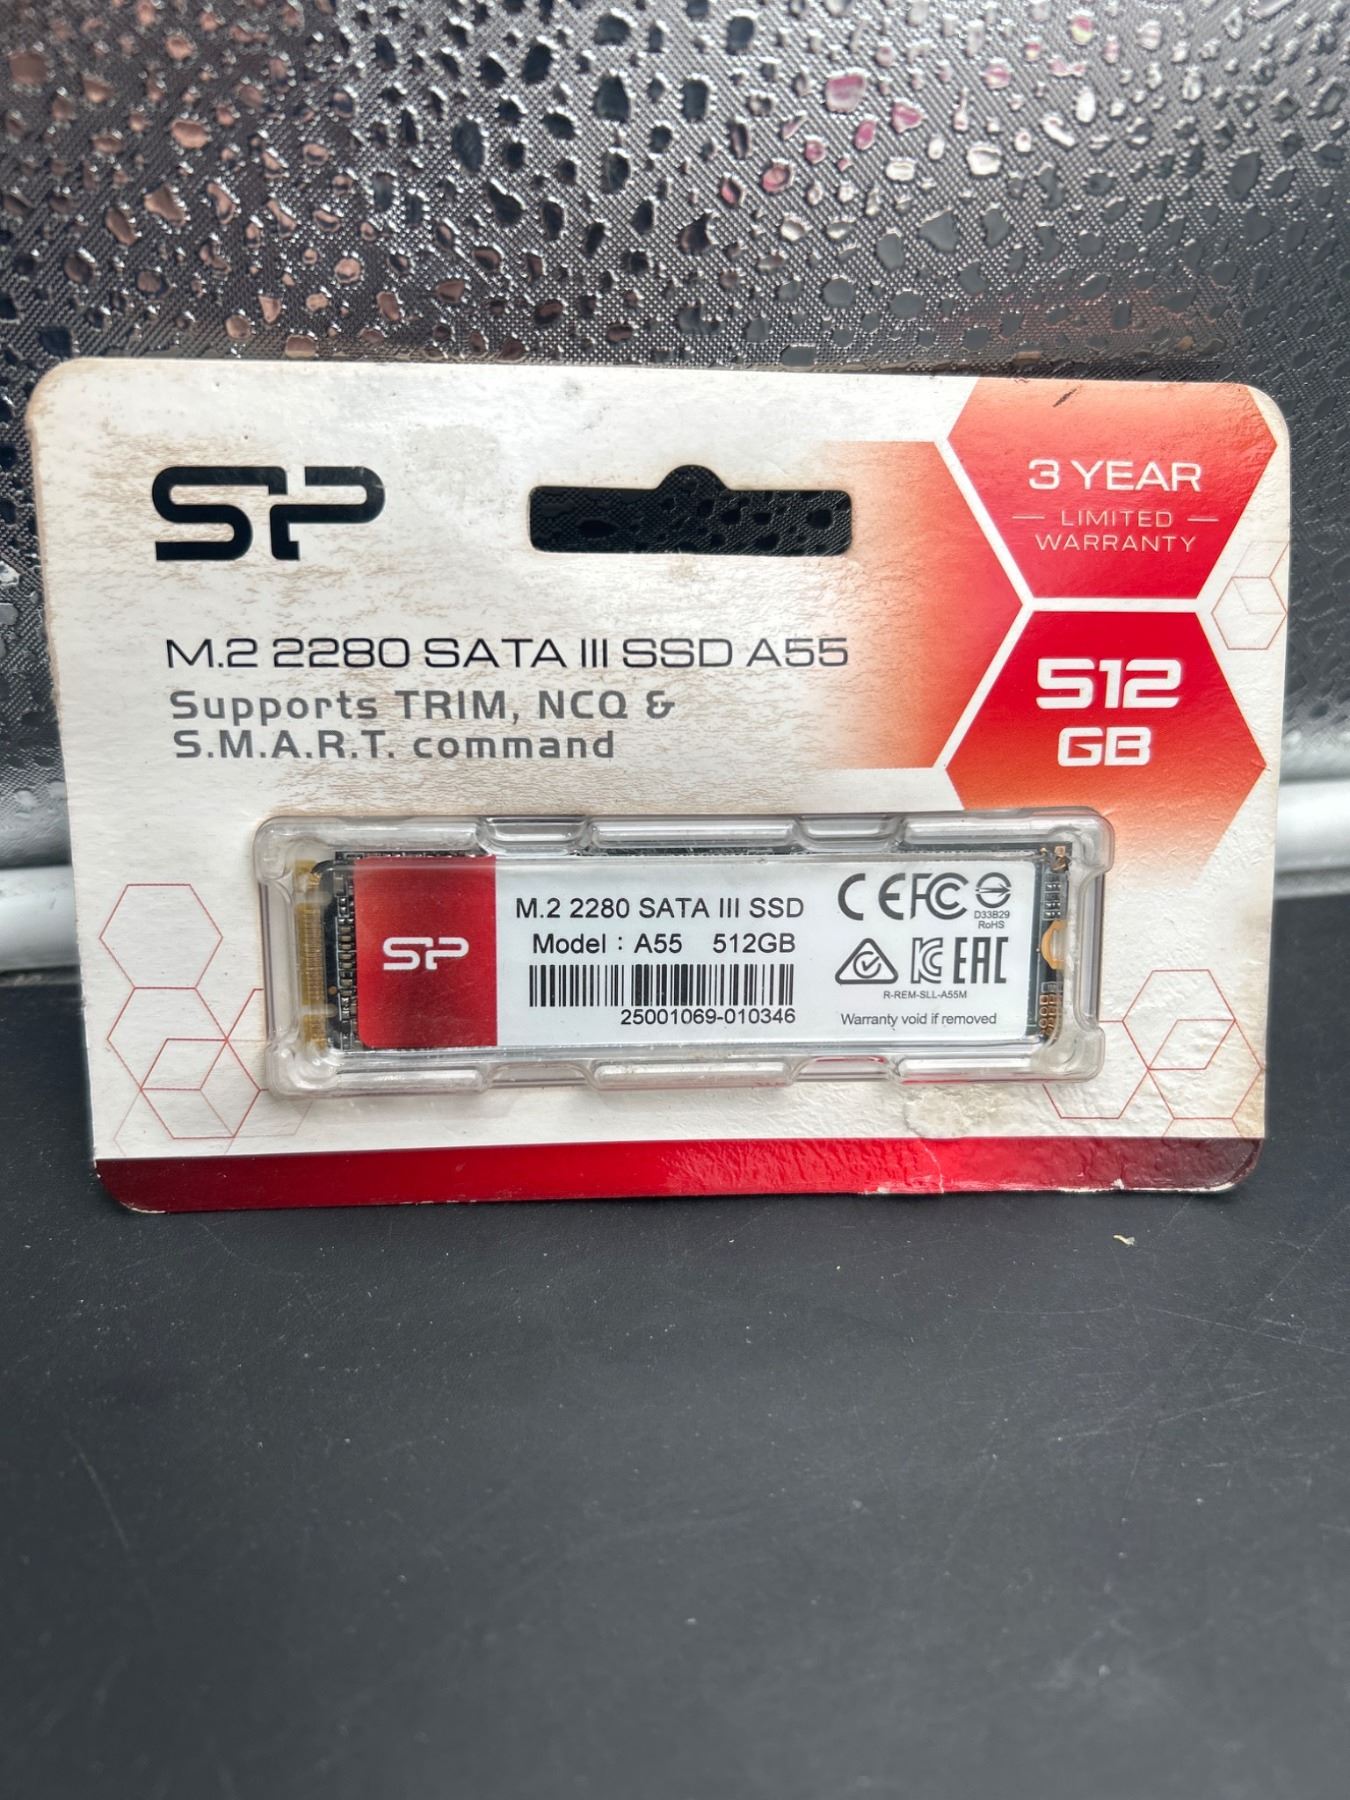 SP
3 YEAR
LIMITED
WARRANTY
M.2 2280 SATA III SSD A55
Supports TRIM, NCQ &
S.M.A.R.T. command
512
GB
SP
M.2 2280 SATA III SSD
Model : A55 512GB
25001069-010346
CE FC
D33B29
RoHS
EAC
R-REM-SLL-A55M
Warranty void if removed